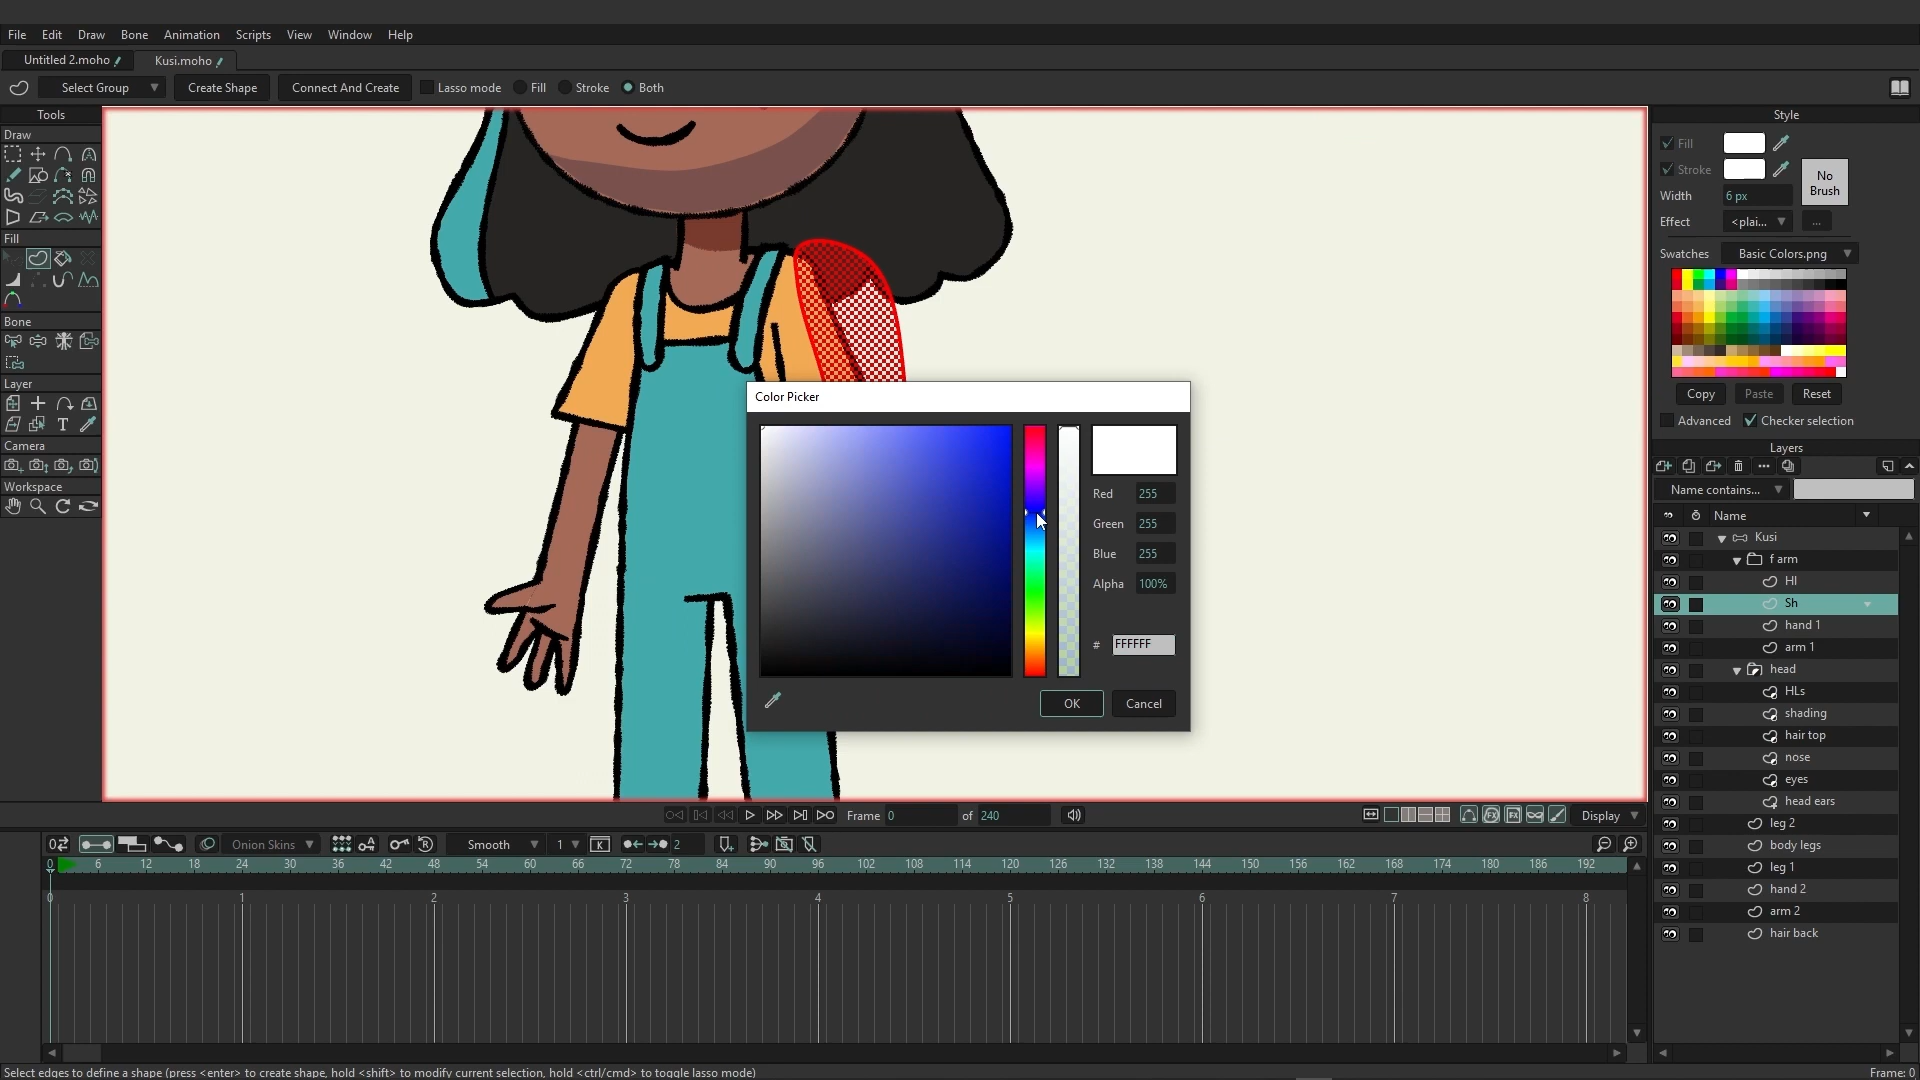 File Edit Draw Bone Animation Scripts View Window Help
Untitled 2.moho Kusi.moho
Select Group Create Shape Connect And Create Lasso mode Fill Stroke Both
Tools
Draw
Fill
Bone
Layer
Camera
Workspace
Style
Fill
Stroke
No
Brush
Width 6 px
Effect <plai... ...
Swatches Basic Colors.png
Copy Paste Reset
Advanced Checker selection
Layers
Name contains...
Name
Kusi
f arm
Hl
Sh
hand 1
arm 1
head
HLs
shading
hair top
nose
eyes
head ears
leg 2
body legs
leg 1
hand 2
arm 2
hair back
Color Picker
Red 255
Green 255
Blue 255
Alpha 100%
# FFFFFF
OK Cancel
Frame 0 of 240
Display
Onion Skins Smooth 1 K 2
0 6 12 18 24 30 36 42 48 54 60 66 72 78 84 90 96 102 108 114 120 126 132 138 144 150 156 162 168 174 180 186 192
0 1 2 3 4 5 6 7 8
Select edges to define a shape (press <enter> to create shape, hold <shift> to modify current selection, hold <ctrl/cmd> to toggle lasso mode)
Frame: 0